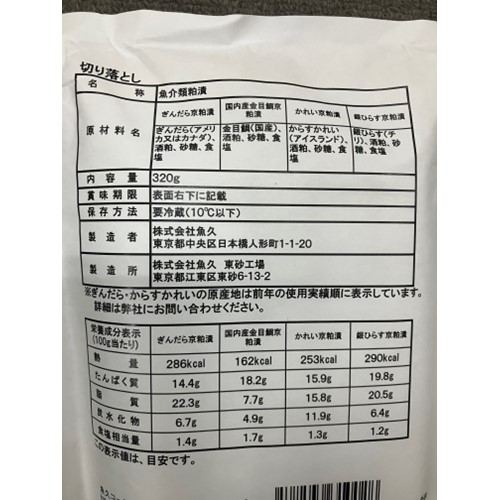 切り落とし
名 称 魚介類粕漬
原材料名
ぎんだら京粕漬 国内産金目鯛京粕漬 かれい京粕漬 銀ひらす京粕漬
ぎんだら(アメリカ又はカナダ)、酒粕、砂糖、食塩
金目鯛(国産)、酒粕、砂糖、食塩
からすかれい(アイスランド)、酒粕、砂糖、食塩
銀ひらす(チリ)、酒粕、砂糖、食塩
内 容 量 320g
賞味期限 表面右下に記載
保存方法 要冷蔵(10℃以下)
製 造 者 株式会社魚久
東京都中央区日本橋人形町1-1-20
製 造 所 株式会社魚久 東砂工場
東京都江東区東砂6-13-2
※ぎんだら・からすかれいの原産地は前年の使用実績順に表示しています。
詳細は弊社にお問い合わせください。
栄養成分表示(100g当たり) ぎんだら京粕漬 国内産金目鯛京粕漬 かれい京粕漬 銀ひらす京粕漬
熱 量 286kcal 162kcal 253kcal 290kcal
たんぱく質 14.4g 18.2g 15.9g 19.8g
脂 質 22.3g 7.7g 15.8g 20.5g
炭水化物 6.7g 4.9g 11.9g 6.4g
食塩相当量 1.4g 1.7g 1.3g 1.2g
この表示値は、目安です。